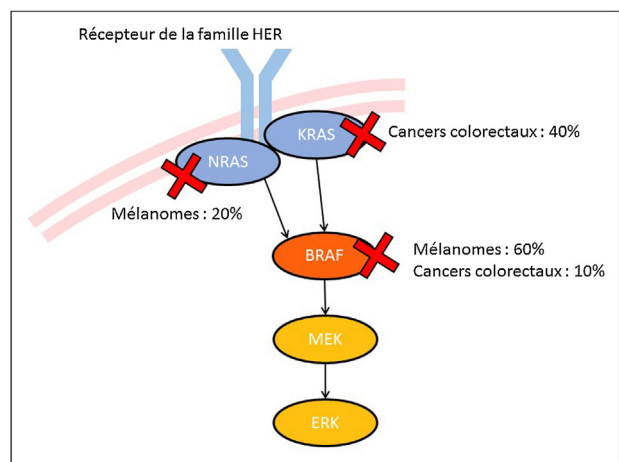 Récepteur de la famille HER
KRAS
Cancers colorectaux : 40%
NRAS
Mélanomes : 20%
BRAF
Mélanomes : 60%
Cancers colorectaux : 10%
MEK
ERK